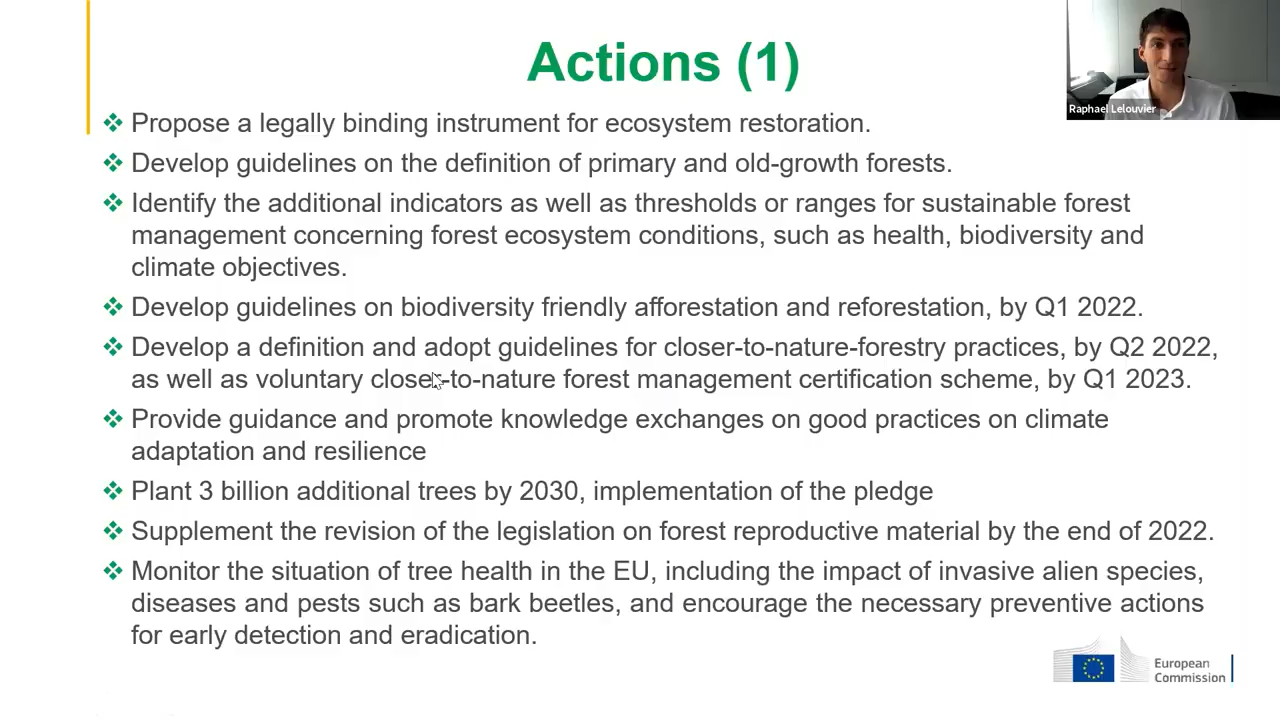 Actions (1)
Raphael Lelouvier
❖ Propose a legally binding instrument for ecosystem restoration.
❖ Develop guidelines on the definition of primary and old-growth forests.
❖ Identify the additional indicators as well as thresholds or ranges for sustainable forest
management concerning forest ecosystem conditions, such as health, biodiversity and
climate objectives.
❖ Develop guidelines on biodiversity friendly afforestation and reforestation, by Q1 2022.
❖ Develop a definition and adopt guidelines for closer-to-nature-forestry practices, by Q2 2022,
as well as voluntary closer-to-nature forest management certification scheme, by Q1 2023.
❖ Provide guidance and promote knowledge exchanges on good practices on climate
adaptation and resilience
❖ Plant 3 billion additional trees by 2030, implementation of the pledge
❖ Supplement the revision of the legislation on forest reproductive material by the end of 2022.
❖ Monitor the situation of tree health in the EU, including the impact of invasive alien species,
diseases and pests such as bark beetles, and encourage the necessary preventive actions
for early detection and eradication.
European
Commission